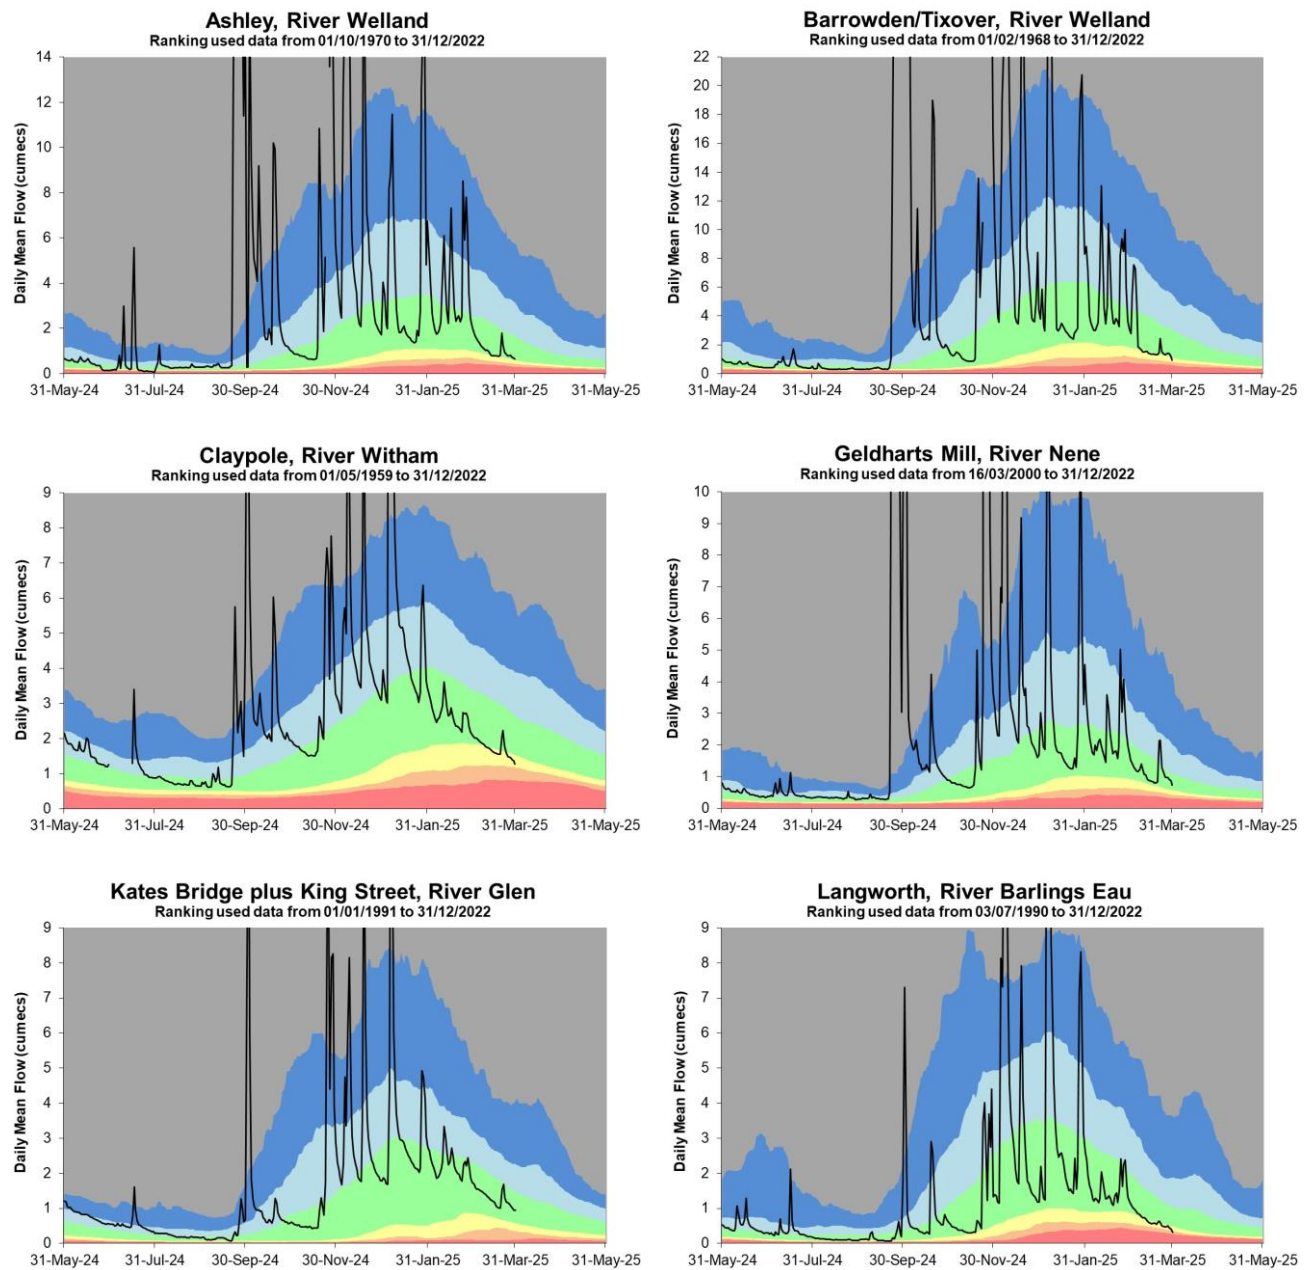 Ashley, River Welland
Ranking used data from 01/10/1970 to 31/12/2022
Daily Mean Flow (cumecs)
14
12
10
8
6
4
2
0
31-May-24 31-Jul-24 30-Sep-24 30-Nov-24 31-Jan-25 31-Mar-25 31-May-25
Barrowden/Tixover, River Welland
Ranking used data from 01/02/1968 to 31/12/2022
Daily Mean Flow (cumecs)
22
20
18
16
14
12
10
8
6
4
2
0
31-May-24 31-Jul-24 30-Sep-24 30-Nov-24 31-Jan-25 31-Mar-25 31-May-25
Claypole, River Witham
Ranking used data from 01/05/1959 to 31/12/2022
Daily Mean Flow (cumecs)
9
8
7
6
5
4
3
2
1
0
31-May-24 31-Jul-24 30-Sep-24 30-Nov-24 31-Jan-25 31-Mar-25 31-May-25
Geldharts Mill, River Nene
Ranking used data from 16/03/2000 to 31/12/2022
Daily Mean Flow (cumecs)
10
9
8
7
6
5
4
3
2
1
0
31-May-24 31-Jul-24 30-Sep-24 30-Nov-24 31-Jan-25 31-Mar-25 31-May-25
Kates Bridge plus King Street, River Glen
Ranking used data from 01/01/1991 to 31/12/2022
Daily Mean Flow (cumecs)
9
8
7
6
5
4
3
2
1
0
31-May-24 31-Jul-24 30-Sep-24 30-Nov-24 31-Jan-25 31-Mar-25 31-May-25
Langworth, River Barlings Eau
Ranking used data from 03/07/1990 to 31/12/2022
Daily Mean Flow (cumecs)
9
8
7
6
5
4
3
2
1
0
31-May-24 31-Jul-24 30-Sep-24 30-Nov-24 31-Jan-25 31-Mar-25 31-May-25